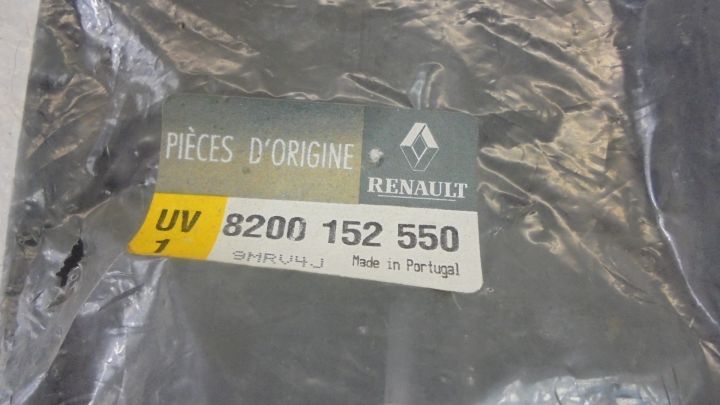 PIÈCES D'ORIGINE
RENAULT
UV 8200 152 550
1 9MRV4J Made in Portugal